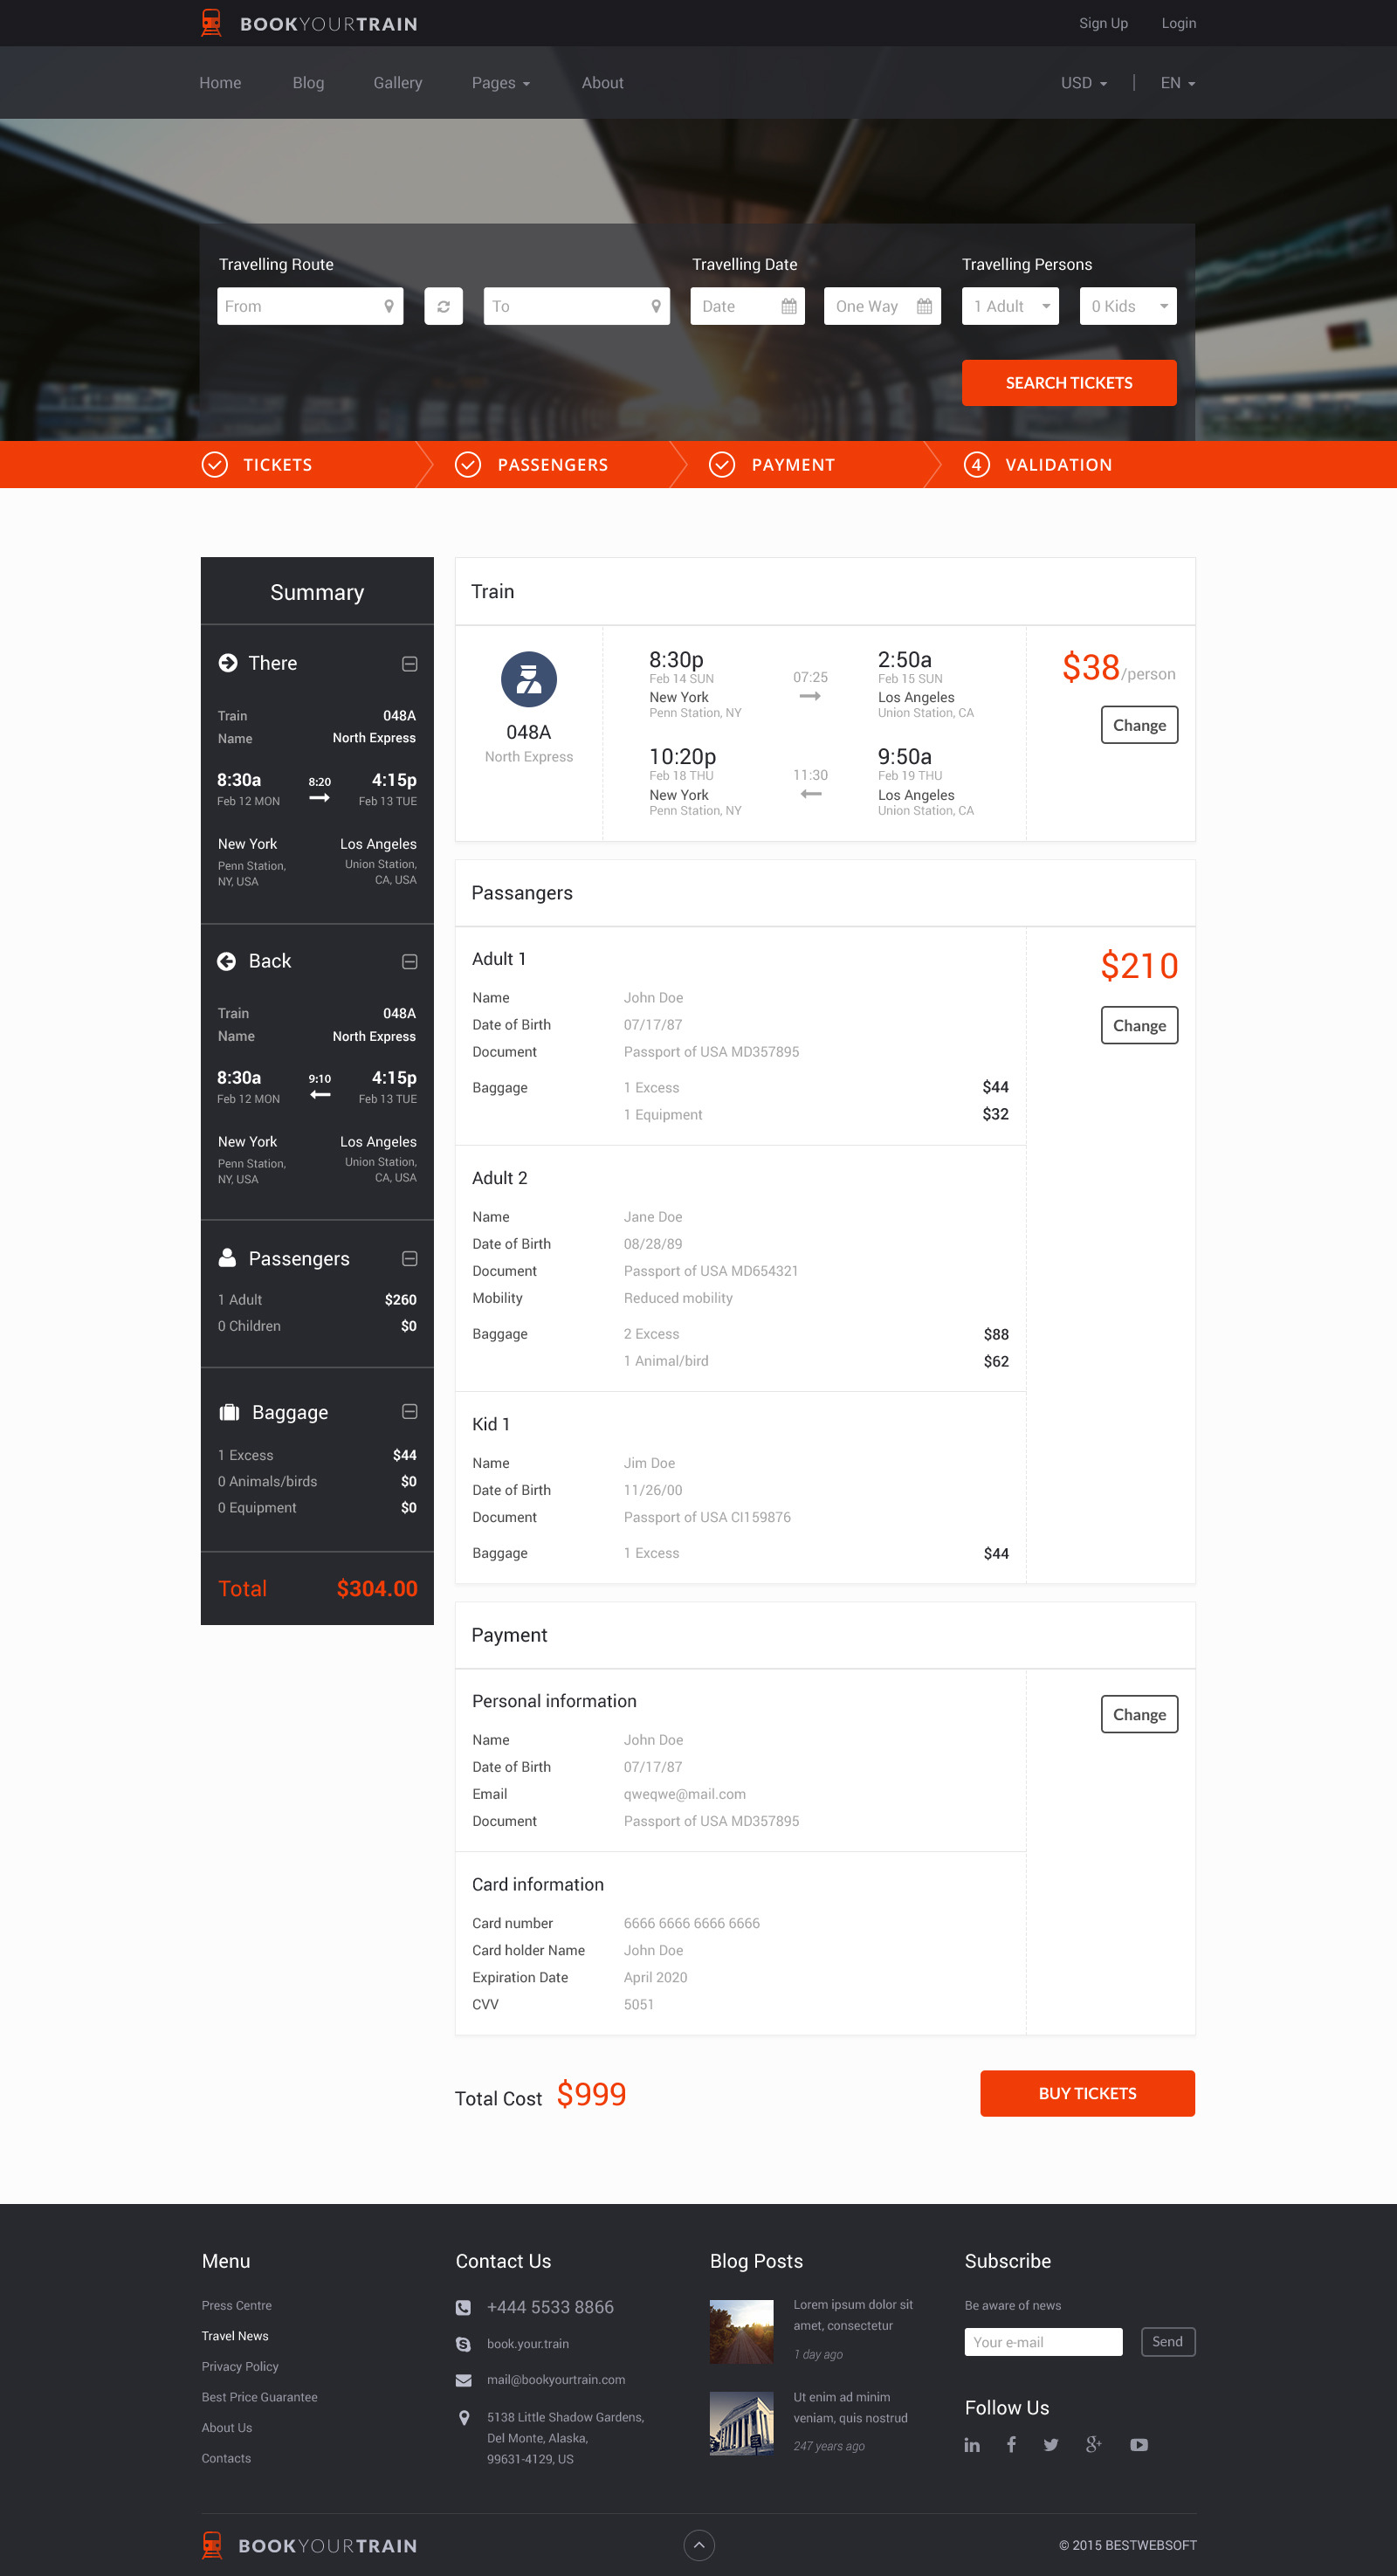 BOOKYOURTRAIN
Sign Up Login
Home Blog Gallery Pages About USD | EN
Travelling Route Travelling Date Travelling Persons
From To Date One Way 1 Adult 0 Kids
SEARCH TICKETS
TICKETS PASSENGERS PAYMENT 4 VALIDATION
Summary
There
Train 048A
Name North Express
8:30a 8:20 4:15p
Feb 12 MON Feb 13 TUE
New York Los Angeles
Penn Station, Union Station,
NY, USA CA, USA
Back
Train 048A
Name North Express
8:30a 9:10 4:15p
Feb 12 MON Feb 13 TUE
New York Los Angeles
Penn Station, Union Station,
NY, USA CA, USA
Passengers
1 Adult $260
0 Children $0
Baggage
1 Excess $44
0 Animals/birds $0
0 Equipment $0
Total $304.00
Train
048A
North Express
8:30p 07:25 2:50a
Feb 14 SUN Feb 15 SUN
New York Los Angeles
Penn Station, NY Union Station, CA
10:20p 11:30 9:50a
Feb 18 THU Feb 19 THU
New York Los Angeles
Penn Station, NY Union Station, CA
$38/person
Change
Passangers
$210
Change
Adult 1
Name John Doe
Date of Birth 07/17/87
Document Passport of USA MD357895
Baggage 1 Excess $44
1 Equipment $32
Adult 2
Name Jane Doe
Date of Birth 08/28/89
Document Passport of USA MD654321
Mobility Reduced mobility
Baggage 2 Excess $88
1 Animal/bird $62
Kid 1
Name Jim Doe
Date of Birth 11/26/00
Document Passport of USA CI159876
Baggage 1 Excess $44
Payment
Change
Personal information
Name John Doe
Date of Birth 07/17/87
Email qweqwe@mail.com
Document Passport of USA MD357895
Card information
Card number 6666 6666 6666 6666
Card holder Name John Doe
Expiration Date April 2020
CVV 5051
Total Cost $999
BUY TICKETS
Menu
Press Centre
Travel News
Privacy Policy
Best Price Guarantee
About Us
Contacts
Contact Us
+444 5533 8866
book.your.train
mail@bookyourtrain.com
5138 Little Shadow Gardens,
Del Monte, Alaska,
99631-4129, US
Blog Posts
Lorem ipsum dolor sit
amet, consectetur
1 day ago
Ut enim ad minim
veniam, quis nostrud
247 years ago
Subscribe
Be aware of news
Your e-mail Send
Follow Us
BOOKYOURTRAIN
© 2015 BESTWEBSOFT